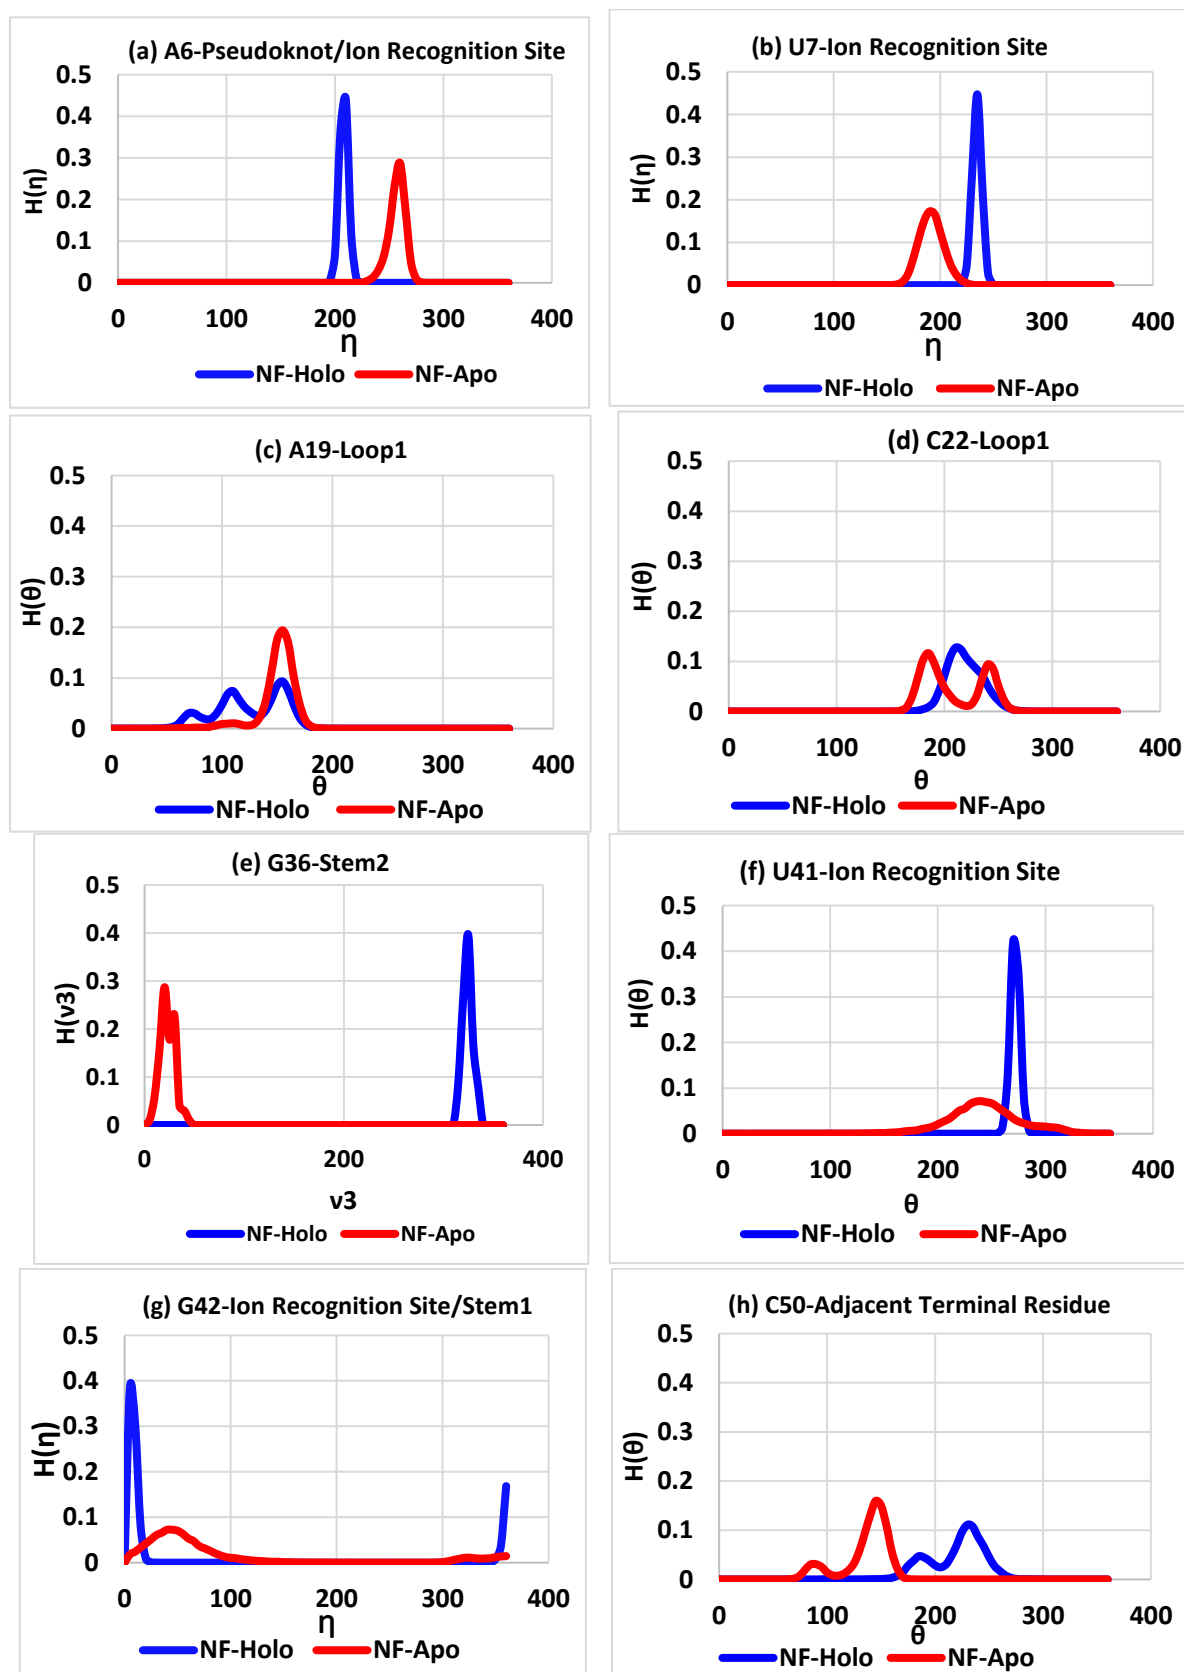 (a) A6-Pseudoknot/Ion Recognition Site
0.5
0.4
0.3
0.2
0.1
0
H(η)
0 100 200 300 400
η
NF-Holo NF-Apo
(b) U7-Ion Recognition Site
0.5
0.4
0.3
0.2
0.1
0
H(η)
0 100 200 300 400
η
NF-Holo NF-Apo
(c) A19-Loop1
0.5
0.4
0.3
0.2
0.1
0
H(θ)
0 100 200 300 400
θ
NF-Holo NF-Apo
(d) C22-Loop1
0.5
0.4
0.3
0.2
0.1
0
H(θ)
0 100 200 300 400
θ
NF-Holo NF-Apo
(e) G36-Stem2
0.5
0.4
0.3
0.2
0.1
0
H(ν3)
0 200 400
ν3
NF-Holo NF-Apo
(f) U41-Ion Recognition Site
0.5
0.4
0.3
0.2
0.1
0
H(θ)
0 100 200 300 400
θ
NF-Holo NF-Apo
(g) G42-Ion Recognition Site/Stem1
0.5
0.4
0.3
0.2
0.1
0
H(η)
0 100 200 300 400
η
NF-Holo NF-Apo
(h) C50-Adjacent Terminal Residue
0.5
0.4
0.3
0.2
0.1
0
H(θ)
0 100 200 300 400
θ
NF-Holo NF-Apo